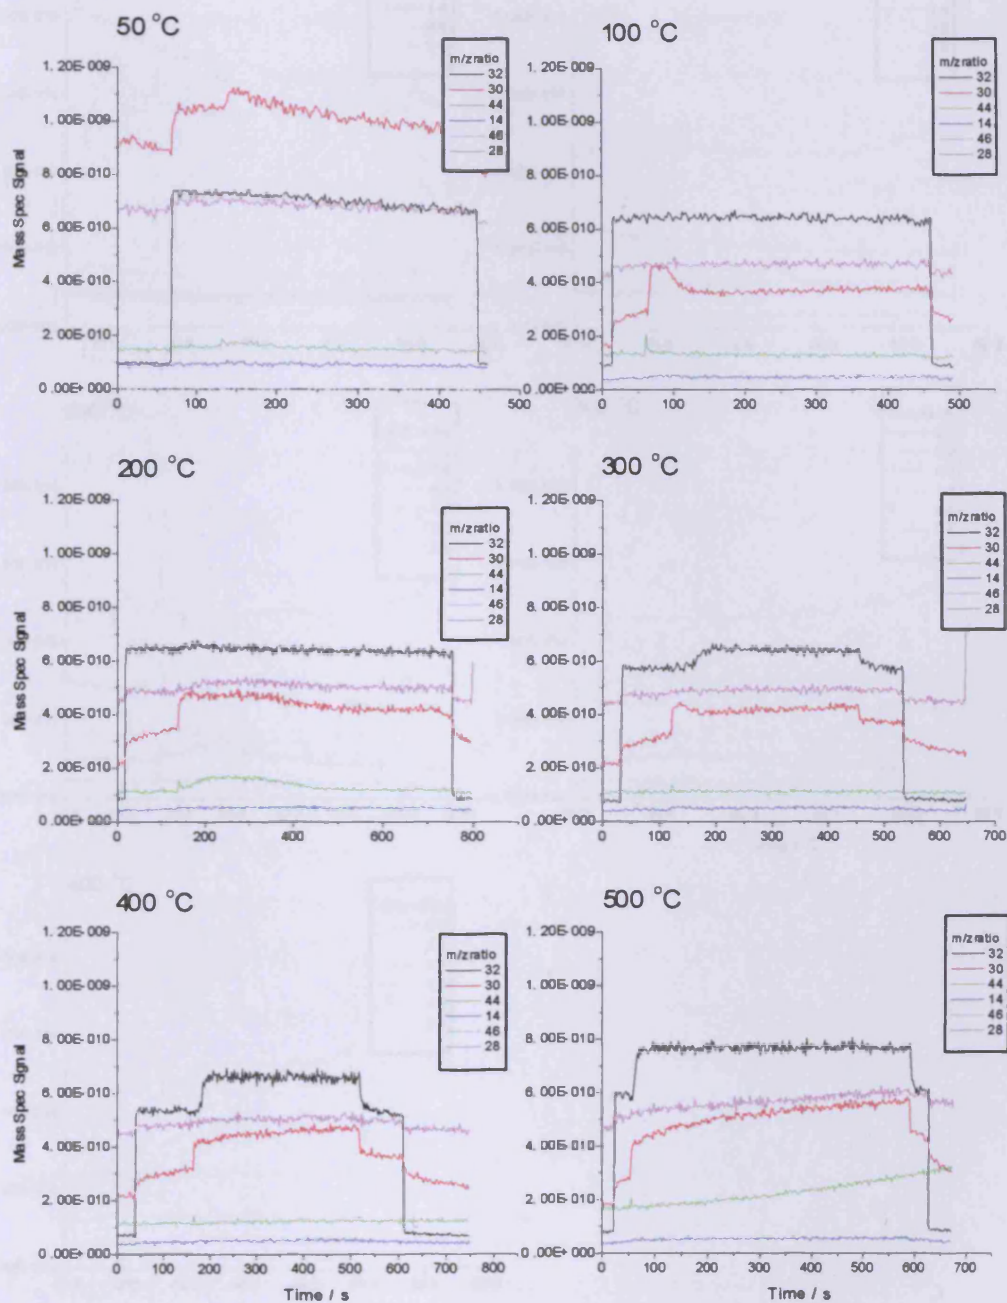 50 °C
1.20E-009
1.00E-009
8.00E-010
6.00E-010
4.00E-010
2.00E-010
0.00E+000
Mass Spec Signal
0 100 200 300 400 500
m/z ratio
32
30
44
14
46
28
100 °C
1.20E-009
1.00E-009
8.00E-010
6.00E-010
4.00E-010
2.00E-010
0.00E+000
0 100 200 300 400 500
m/z ratio
32
30
44
14
46
28
200 °C
1.20E-009
1.00E-009
8.00E-010
6.00E-010
4.00E-010
2.00E-010
0.00E+000
Mass Spec Signal
0 200 400 600 800
m/z ratio
32
30
44
14
46
28
300 °C
1.20E-009
1.00E-009
8.00E-010
6.00E-010
4.00E-010
2.00E-010
0.00E+000
0 100 200 300 400 500 600 700
m/z ratio
32
30
44
14
46
28
400 °C
1.20E-009
1.00E-009
8.00E-010
6.00E-010
4.00E-010
2.00E-010
0.00E+000
Mass Spec Signal
0 100 200 300 400 500 600 700 800
Time / s
m/z ratio
32
30
44
14
46
28
500 °C
1.20E-009
1.00E-009
8.00E-010
6.00E-010
4.00E-010
2.00E-010
0.00E+000
0 100 200 300 400 500 600 700
Time / s
m/z ratio
32
30
44
14
46
28